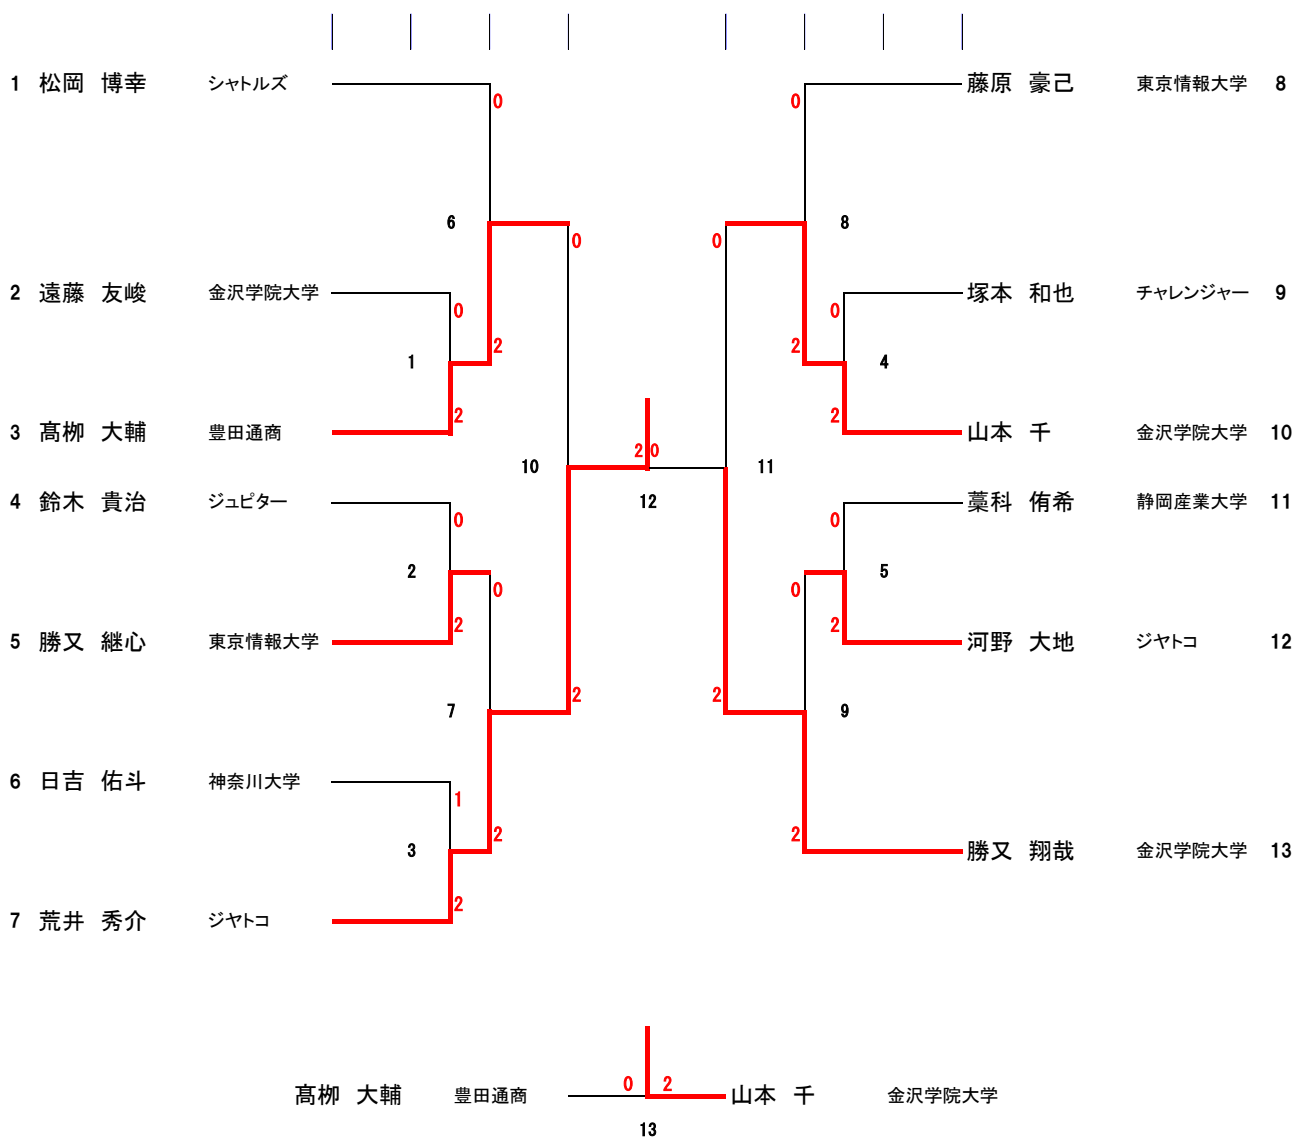 1 松岡 博幸 シャトルズ 藤原 豪己 東京情報大学 8
0 0
6 8
0 0
2 遠藤 友峻 金沢学院大学 塚本 和也 チャレンジャー 9
0 0
2 2
1 4
2 2
3 髙栁 大輔 豊田通商 山本 千 金沢学院大学 10
2 0
10 11
4 鈴木 貴治 ジュピター 12 藁科 侑希 静岡産業大学 11
0 0
2 5
0 0
2 2
5 勝又 継心 東京情報大学 河野 大地 ジヤトコ 12
2 2
7 9
6 日吉 佑斗 神奈川大学
1
2 2
3 勝又 翔哉 金沢学院大学 13
2
7 荒井 秀介 ジヤトコ
0 2
髙栁 大輔 豊田通商 山本 千 金沢学院大学
13